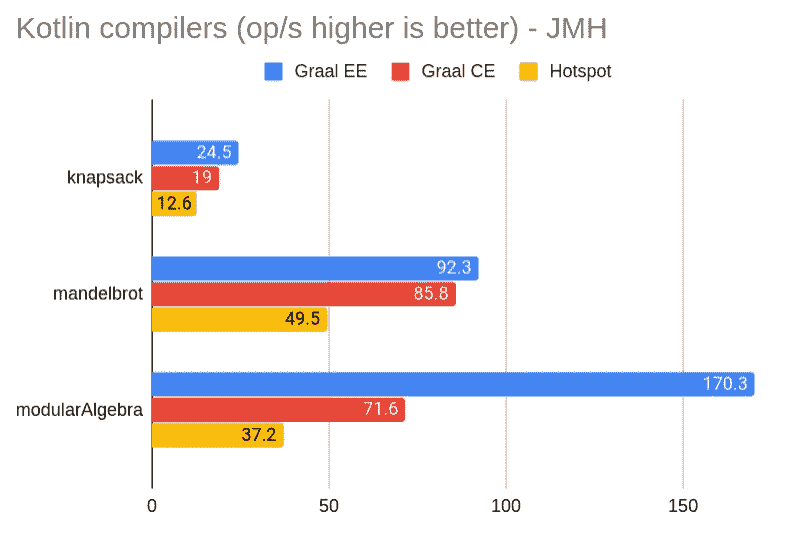 Kotlin compilers (op/s higher is better) - JMH
Graal EE Graal CE Hotspot
knapsack 24.5
19
12.6
mandelbrot 92.3
85.8
49.5
modularAlgebra 170.3
71.6
37.2
0 50 100 150